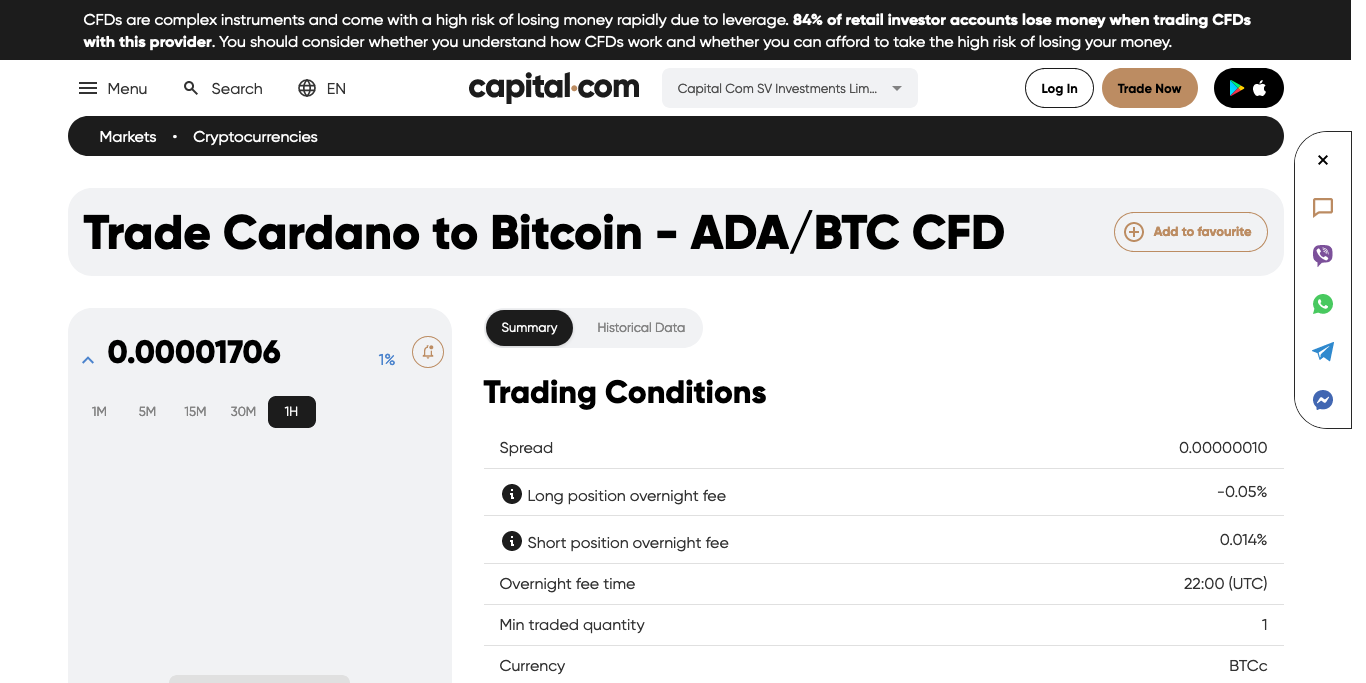 CFDs are complex instruments and come with a high risk of losing money rapidly due to leverage. 84% of retail investor accounts lose money when trading CFDs
with this provider. You should consider whether you understand how CFDs work and whether you can afford to take the high risk of losing your money.
Menu Search EN capital.com Capital Com SV Investments Lim... Log In Trade Now
Markets • Cryptocurrencies
Trade Cardano to Bitcoin - ADA/BTC CFD Add to favourite
0.00001706 1%
1M 5M 15M 30M 1H
Summary Historical Data
Trading Conditions
Spread 0.00000010
Long position overnight fee -0.05%
Short position overnight fee 0.014%
Overnight fee time 22:00 (UTC)
Min traded quantity 1
Currency BTCc